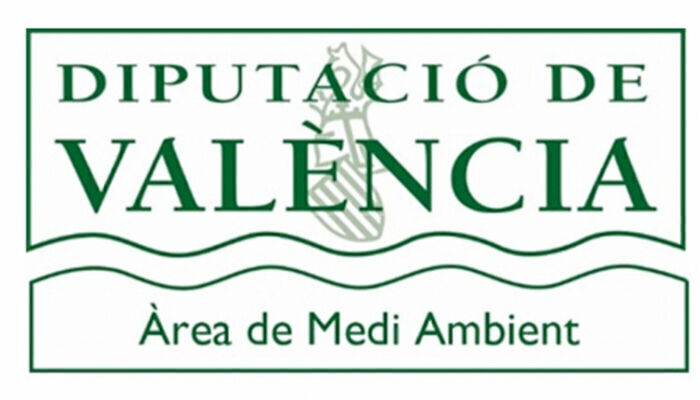 DIPUTACIÓ DE
VALÈNCIA
Àrea de Medi Ambient